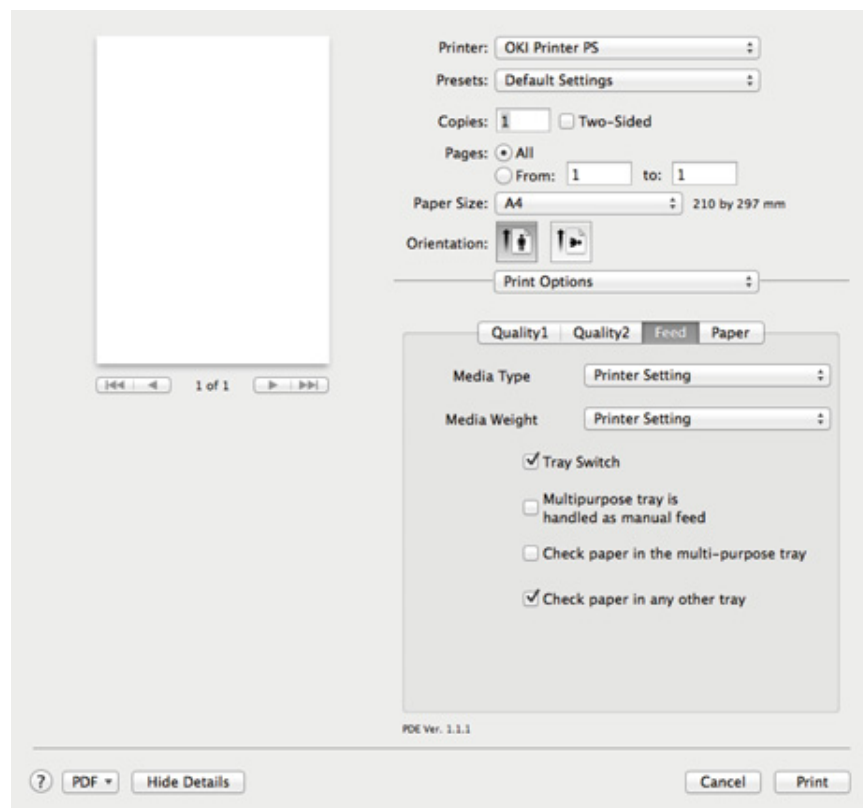 Printer: OKI Printer PS
Presets: Default Settings
Copies: 1 Two-Sided
Pages: All
From: 1 to: 1
Paper Size: A4 210 by 297 mm
Orientation:
Print Options
Quality1 Quality2 Feed Paper
1 of 1
Media Type Printer Setting
Media Weight Printer Setting
Tray Switch
Multipurpose tray is
handled as manual feed
Check paper in the multi-purpose tray
Check paper in any other tray
PDE Ver. 1.1.1
? PDF Hide Details Cancel Print